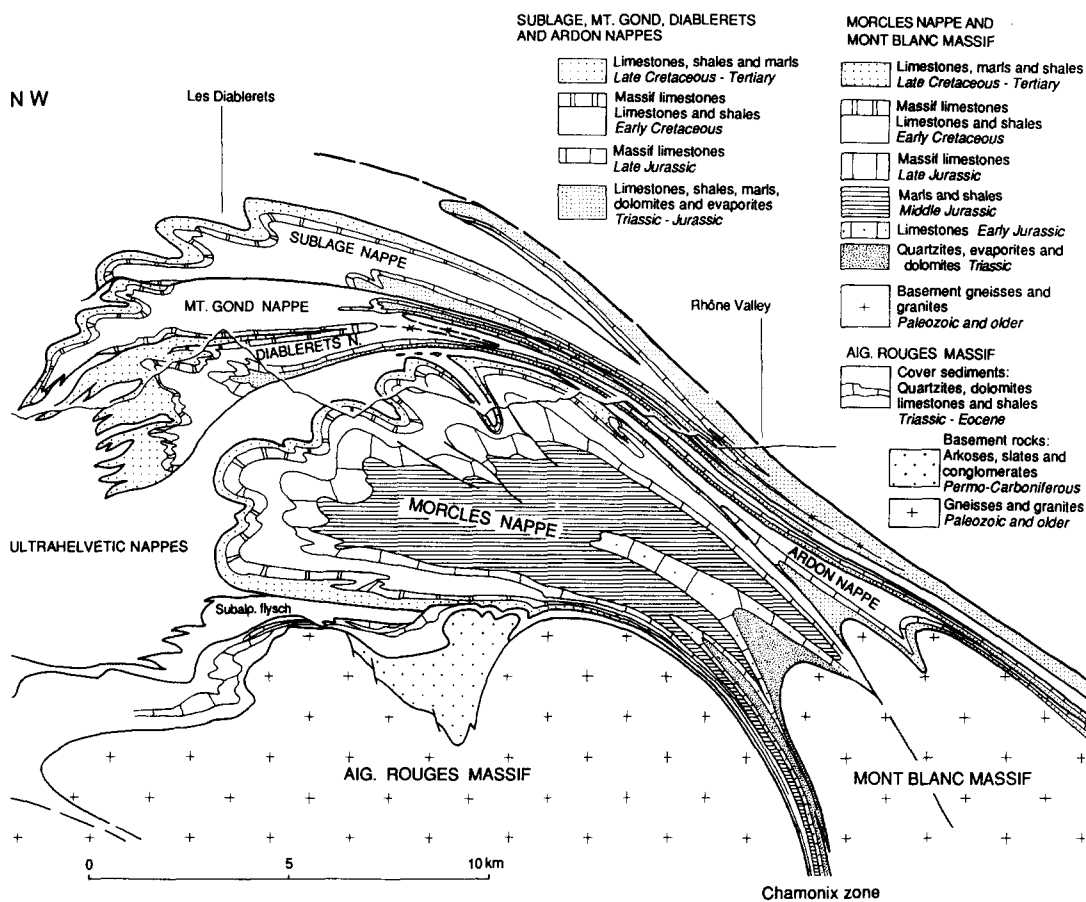 SUBLAGE, MT. GOND, DIABLERETS
AND ARDON NAPPES
Limestones, shales and marls
Late Cretaceous - Tertiary
Massif limestones
Limestones and shales
Early Cretaceous
Massif limestones
Late Jurassic
Limestones, shales, marls,
dolomites and evaporites
Triassic - Jurassic
MORCLES NAPPE AND
MONT BLANC MASSIF
Limestones, marls and shales
Late Cretaceous - Tertiary
Massif limestones
Limestones and shales
Early Cretaceous
Massif limestones
Late Jurassic
Marls and shales
Middle Jurassic
Limestones Early Jurassic
Quartzites, evaporites and
dolomites Triassic
Basement gneisses and
granites
Paleozoic and older
AIG. ROUGES MASSIF
Cover sediments:
Quartzites, dolomites
limestones and shales
Triassic - Eocene
Basement rocks:
Arkoses, slates and
conglomerates
Permo-Carboniferous
Gneisses and granites
Paleozoic and older
NW
Les Diablerets
SUBLAGE NAPPE
Rhône Valley
MT. GOND NAPPE
DIABLERETS N.
MORCLES NAPPE
ULTRAHELVETIC NAPPES
ARDON NAPPE
Subalp. flysch
AIG. ROUGES MASSIF
MONT BLANC MASSIF
0 5 10 km
Chamonix zone